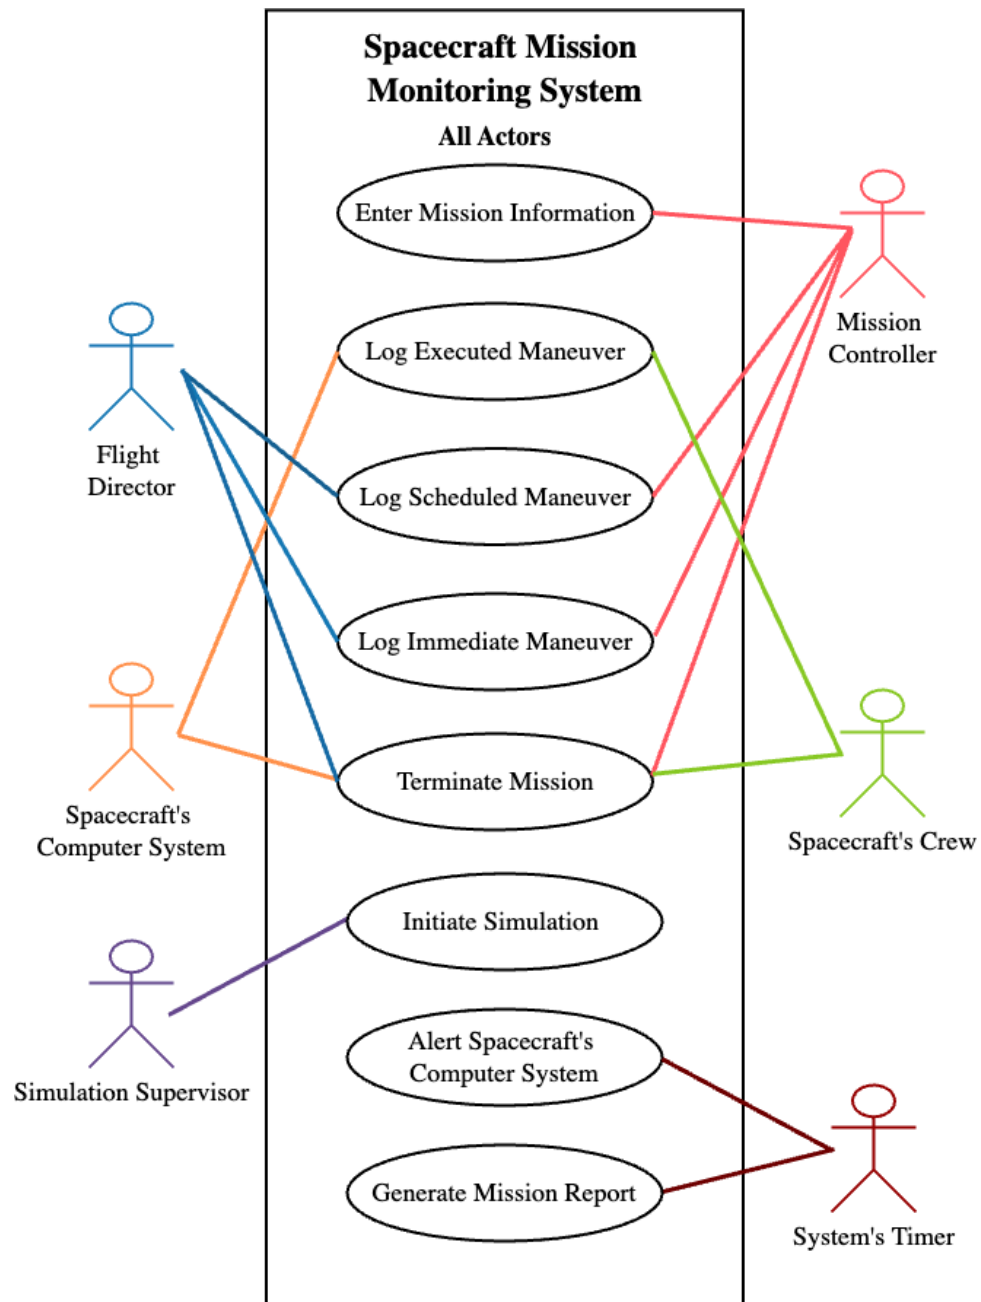 Spacecraft Mission
Monitoring System
All Actors
Enter Mission Information
Mission
Controller
Log Executed Maneuver
Flight
Director
Log Scheduled Maneuver
Log Immediate Maneuver
Terminate Mission
Spacecraft's
Computer System
Spacecraft's Crew
Initiate Simulation
Simulation Supervisor
Alert Spacecraft's
Computer System
Generate Mission Report
System's Timer